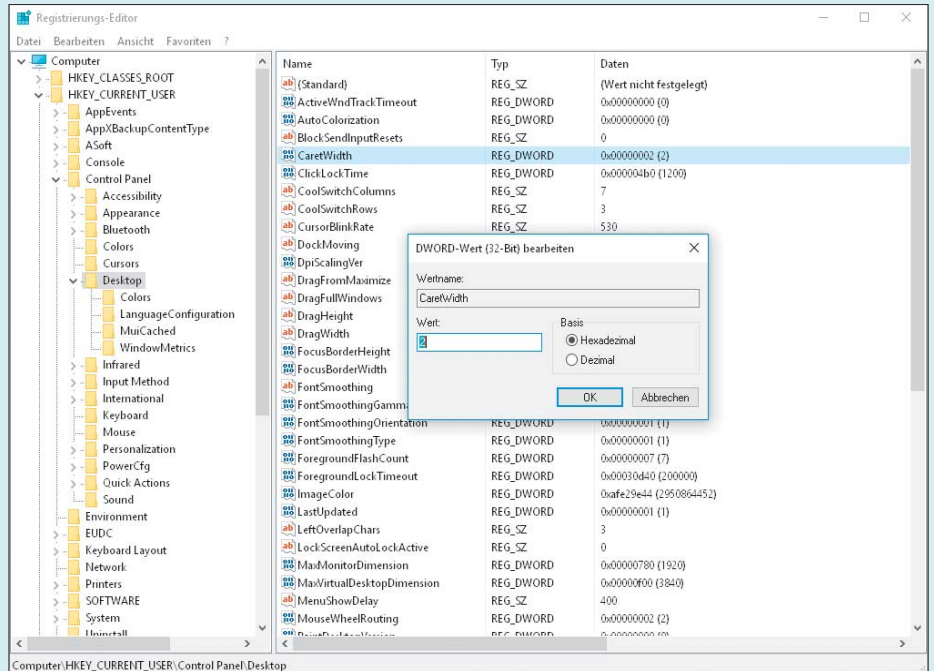 Registrierungs-Editor
Datei Bearbeiten Ansicht Favoriten ?
Computer
HKEY_CLASSES_ROOT
HKEY_CURRENT_USER
AppEvents
AppXBackupContentType
ASoft
Console
Control Panel
Accessibility
Appearance
Bluetooth
Colors
Cursors
Desktop
Colors
LanguageConfiguration
MuiCached
WindowMetrics
Infrared
Input Method
International
Keyboard
Mouse
Personalization
PowerCfg
Quick Actions
Sound
Environment
EUDC
Keyboard Layout
Network
Printers
SOFTWARE
System
Uninstall
Name Typ Daten
(Standard) REG_SZ (Wert nicht festgelegt)
ActiveWndTrackTimeout REG_DWORD 0x00000000 (0)
AutoColorization REG_DWORD 0x00000000 (0)
BlockSendInputResets REG_SZ 0
CaretWidth REG_DWORD 0x00000002 (2)
ClickLockTime REG_DWORD 0x000004b0 (1200)
CoolSwitchColumns REG_SZ 7
CoolSwitchRows REG_SZ 3
CursorBlinkRate REG_SZ 530
DockMoving
DpiScalingVer
DragFromMaximize
DragFullWindows
DragHeight
DragWidth
FocusBorderHeight
FocusBorderWidth
FontSmoothing
FontSmoothingGamm
FontSmoothingOrientation REG_DWORD 0x00000001 (1)
FontSmoothingType REG_DWORD 0x00000001 (1)
ForegroundFlashCount REG_DWORD 0x00000007 (7)
ForegroundLockTimeout REG_DWORD 0x00030d40 (200000)
ImageColor REG_DWORD 0xafe29e44 (2950864452)
LastUpdated REG_DWORD 0x00000001 (1)
LeftOverlapChars REG_SZ 3
LockScreenAutoLockActive REG_SZ 0
MaxMonitorDimension REG_DWORD 0x00000780 (1920)
MaxVirtualDesktopDimension REG_DWORD 0x00000f00 (3840)
MenuShowDelay REG_SZ 400
MouseWheelRouting REG_DWORD 0x00000002 (2)
PaintDesktopVersion REG_DWORD 0x00000000 (0)
DWORD-Wert (32-Bit) bearbeiten
Wertname:
CaretWidth
Wert:
2
Basis
Hexadezimal
Dezimal
OK Abbrechen
Computer\HKEY_CURRENT_USER\Control Panel\Desktop